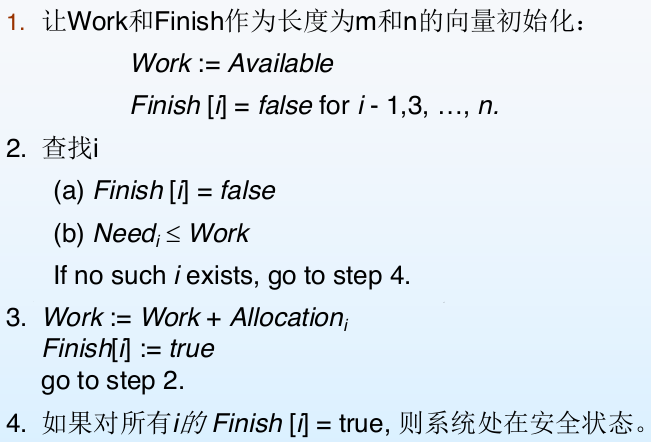 1. 让Work和Finish作为长度为m和n的向量初始化：
Work := Available
Finish [i] = false for i - 1,3, …, n.
2. 查找i
(a) Finish [i] = false
(b) Needi ≤ Work
If no such i exists, go to step 4.
3. Work := Work + Allocationi
Finish[i] := true
go to step 2.
4. 如果对所有i的 Finish [i] = true, 则系统处在安全状态。